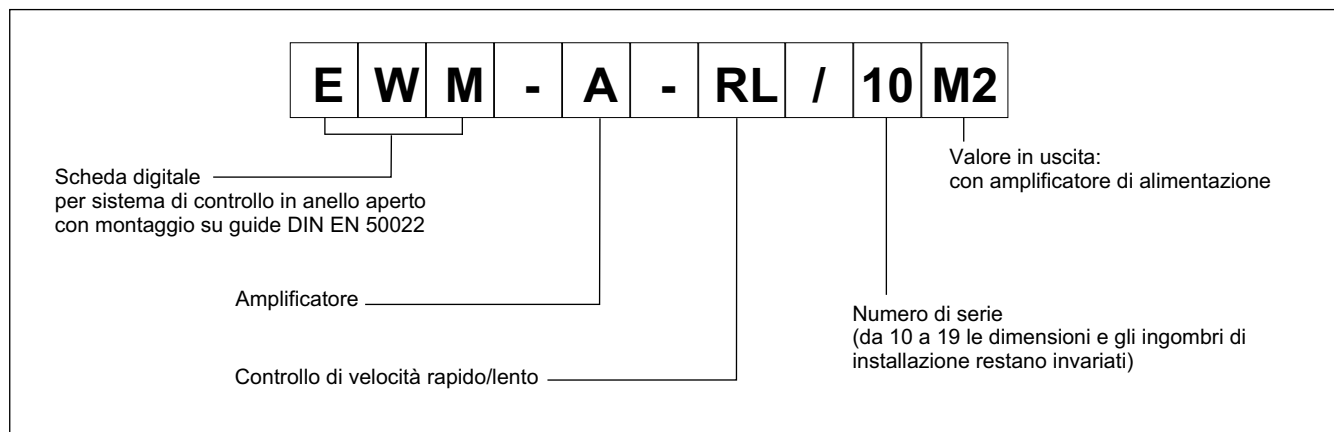 EWM-A-RL/10M2
Scheda digitale
per sistema di controllo in anello aperto
con montaggio su guide DIN EN 50022
Valore in uscita:
con amplificatore di alimentazione
Amplificatore
Numero di serie
(da 10 a 19 le dimensioni e gli ingombri di
installazione restano invariati)
Controllo di velocità rapido/lento